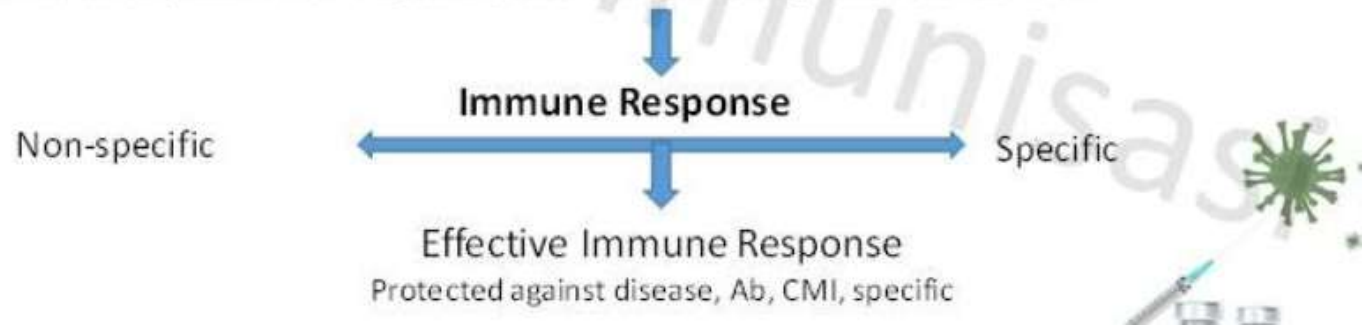 Immune Response
Non-specific
Specific
Effective Immune Response
Protected against disease, Ab, CMI, specific